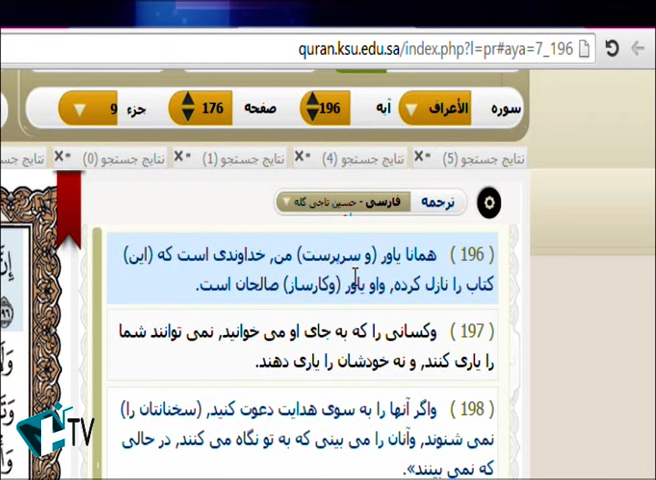 quran.ksu.edu.sa/index.php?l=pr#aya=7_196
سوره الأعراف آیه 196 صفحه 176 جزء 9
نتایج جستجو (5) نتایج جستجو (4) نتایج جستجو (1) نتایج جستجو (0)
ترجمه فارسی - حسین تاجی گله
( 196 ) همانا یاور (و سرپرست) من, خداوندی است که (این)
کتاب را نازل کرده, واو یاور (وکارساز) صالحان است.
( 197 ) وکسانی را که به جای او می خوانید, نمی توانند شما
را یاری کنند, و نه خودشان را یاری دهند.
( 198 ) واگر آنها را به سوی هدایت دعوت کنید, (سخنانتان را)
نمی شنوند, وآنان را می بینی که به تو نگاه می کنند, در حالی
که نمی بینند».
TV